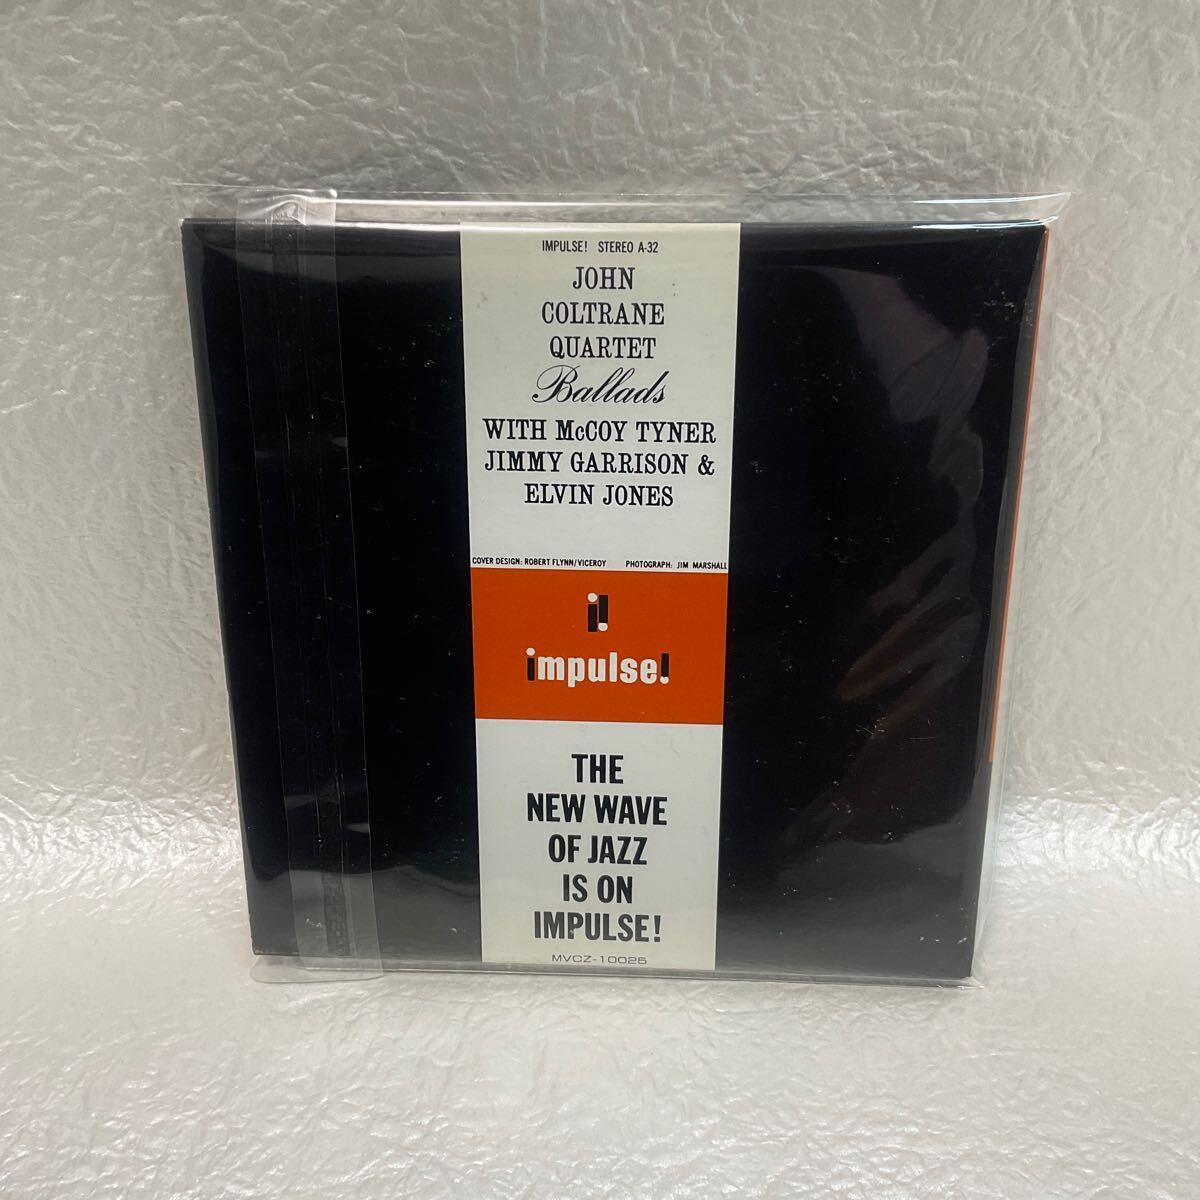 IMPULSE! STEREO A-32
JOHN
COLTRANE
QUARTET
Ballads
WITH McCOY TYNER
JIMMY GARRISON &
ELVIN JONES
COVER DESIGN: ROBERT FLYNN/VICEROY PHOTOGRAPH: JIM MARSHALL
i!
impulse!
THE
NEW WAVE
OF JAZZ
IS ON
IMPULSE!
MVCZ-10025